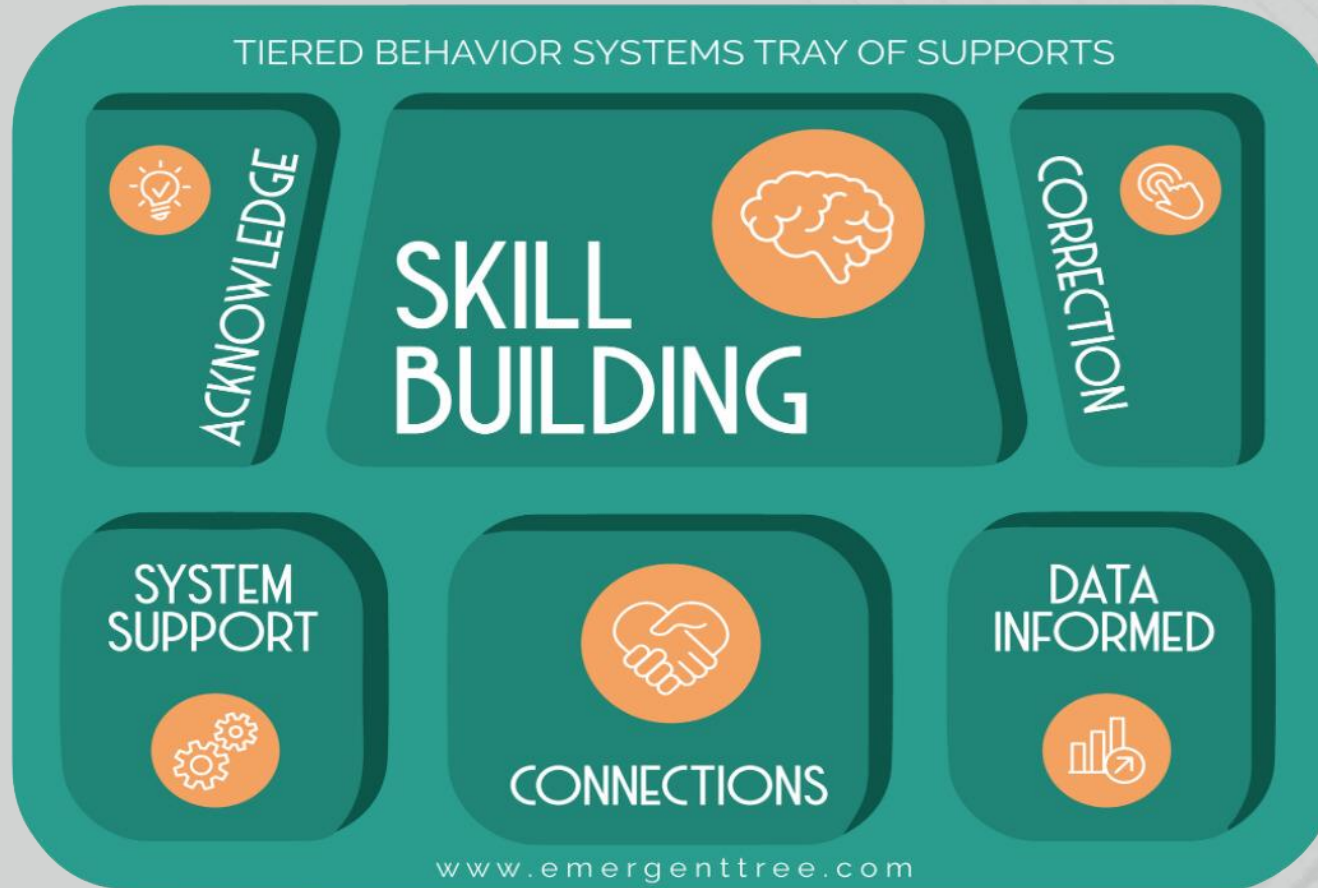 TIERED BEHAVIOR SYSTEMS TRAY OF SUPPORTS
ACKNOWLEDGE
SKILL
BUILDING
CORRECTION
SYSTEM
SUPPORT
CONNECTIONS
DATA
INFORMED
www.emergenttree.com